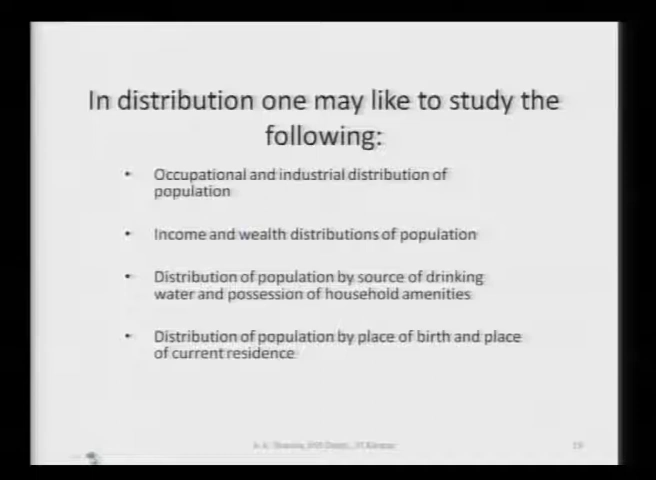 In distribution one may like to study the
following:
• Occupational and industrial distribution of
population
• Income and wealth distributions of population
• Distribution of population by source of drinking
water and possession of household amenities
• Distribution of population by place of birth and place
of current residence